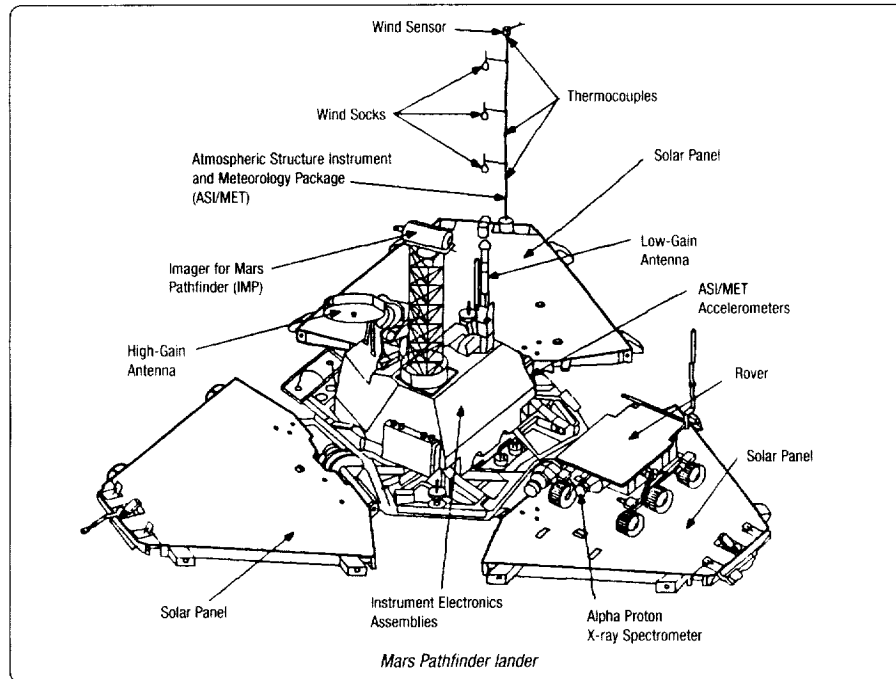 Wind Sensor
Thermocouples
Wind Socks
Atmospheric Structure Instrument
and Meteorology Package
(ASI/MET)
Solar Panel
Imager for Mars
Pathfinder (IMP)
Low-Gain
Antenna
ASI/MET
Accelerometers
High-Gain
Antenna
Rover
Solar Panel
Solar Panel
Instrument Electronics
Assemblies
Alpha Proton
X-ray Spectrometer
Mars Pathfinder lander